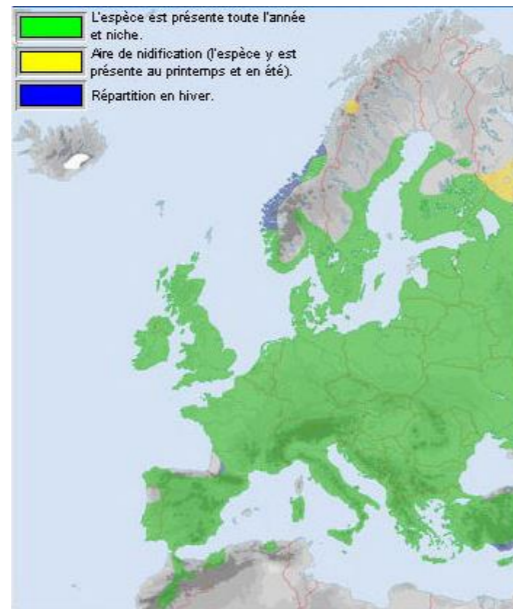 L'espèce est présente toute l'année
et niche.
Aire de nidification (l'espèce y est
présente au printemps et en été).
Répartition en hiver.